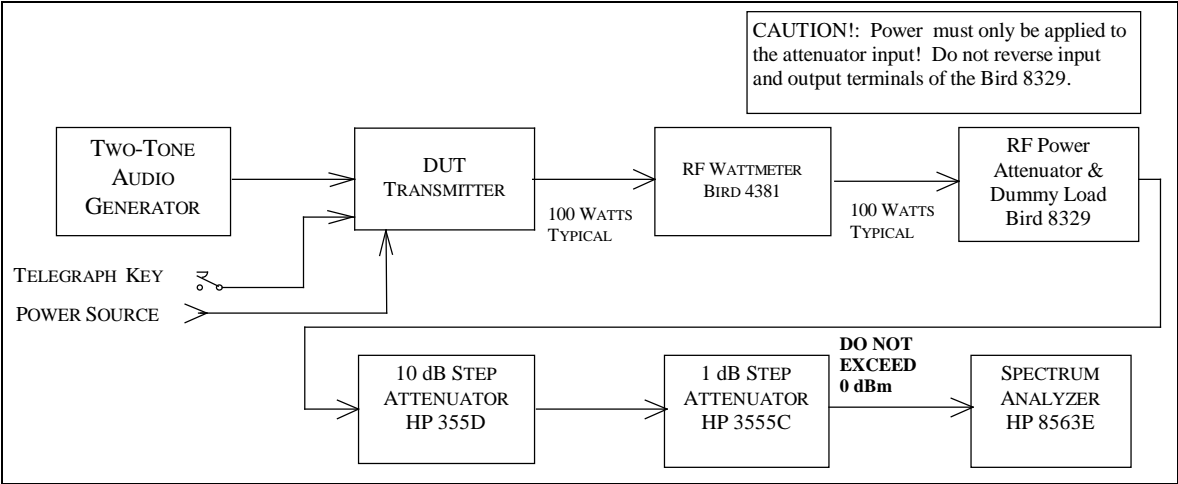 CAUTION!: Power must only be applied to
the attenuator input! Do not reverse input
and output terminals of the Bird 8329.
TWO-TONE
AUDIO
GENERATOR
DUT
TRANSMITTER
100 WATTS
TYPICAL
RF WATTMETER
BIRD 4381
100 WATTS
TYPICAL
RF Power
Attenuator &
Dummy Load
Bird 8329
TELEGRAPH KEY
POWER SOURCE
10 dB STEP
ATTENUATOR
HP 355D
1 dB STEP
ATTENUATOR
HP 3555C
DO NOT
EXCEED
0 dBm
SPECTRUM
ANALYZER
HP 8563E